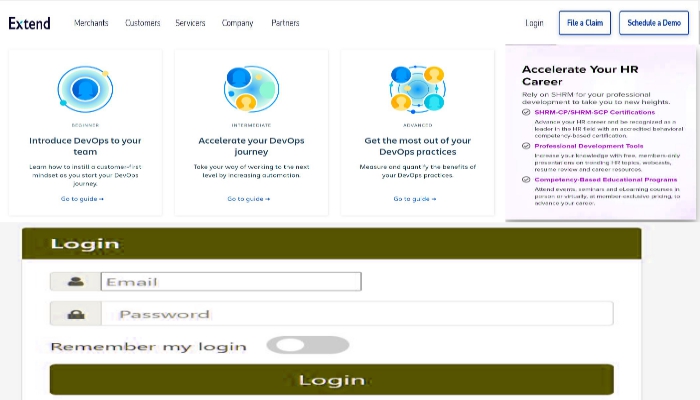 Extend
Merchants Customers Servicers Company Partners
Login File a Claim Schedule a Demo
BEGINNER
Introduce DevOps to your
team
Learn how to instill a customer-first
mindset as you start your DevOps
journey.
Go to guide →
INTERMEDIATE
Accelerate your DevOps
journey
Take your way of working to the next
level by increasing automation.
Go to guide →
ADVANCED
Get the most out of your
DevOps practices
Measure and quantify the benefits of
your DevOps practices.
Go to guide →
Accelerate Your HR
Career
Rely on SHRM for your professional
development to take you to new heights.
SHRM-CP/SHRM-SCP Certifications
Advance your HR career and be recognized as a
leader in the HR field with an accredited behavioral
competency-based certification.
Professional Development Tools
Increase your knowledge with free, members-only
presentations on trending HR topics, webcasts,
resume review and career resources.
Competency-Based Educational Programs
Attend events, seminars and eLearning courses in
person or virtually, at member-exclusive pricing, to
advance your career.
Login
Email
Password
Remember my login
Login